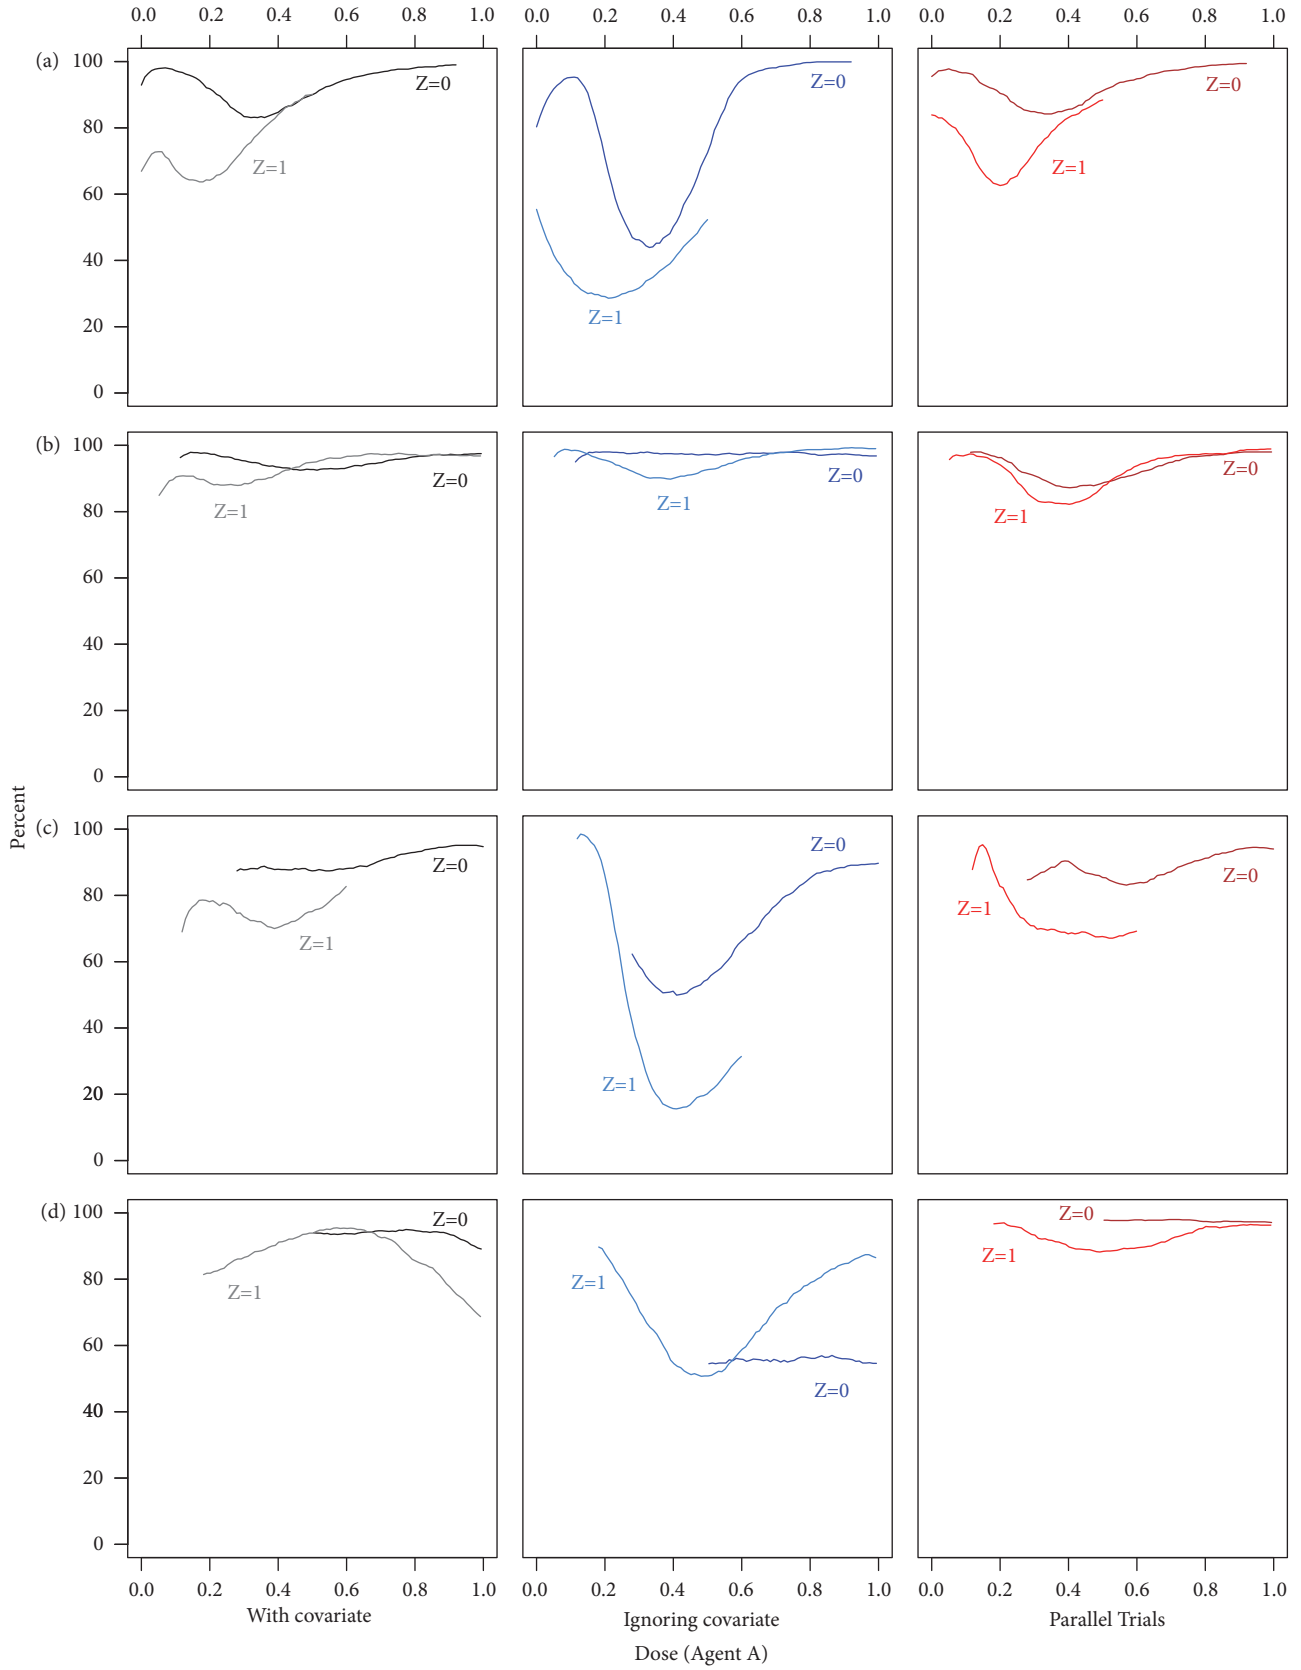 0.0 0.2 0.4 0.6 0.8 1.0 0.0 0.2 0.4 0.6 0.8 1.0 0.0 0.2 0.4 0.6 0.8 1.0
(a) 100
Z=0 Z=0 Z=0
80
Z=1 Z=1
60
40
Z=1
20
0
(b) 100
Z=0 Z=0 Z=0
Z=1 Z=1 Z=1
80
60
40
20
0
Percent
(c) 100
Z=0 Z=0 Z=0
80
Z=1 Z=1
60
40
20
Z=1
0
(d) 100
Z=0 Z=0
Z=1 Z=1 Z=1
80
60
Z=0
40
20
0
0.0 0.2 0.4 0.6 0.8 1.0 0.0 0.2 0.4 0.6 0.8 1.0 0.0 0.2 0.4 0.6 0.8 1.0
With covariate Ignoring covariate Parallel Trials
Dose (Agent A)